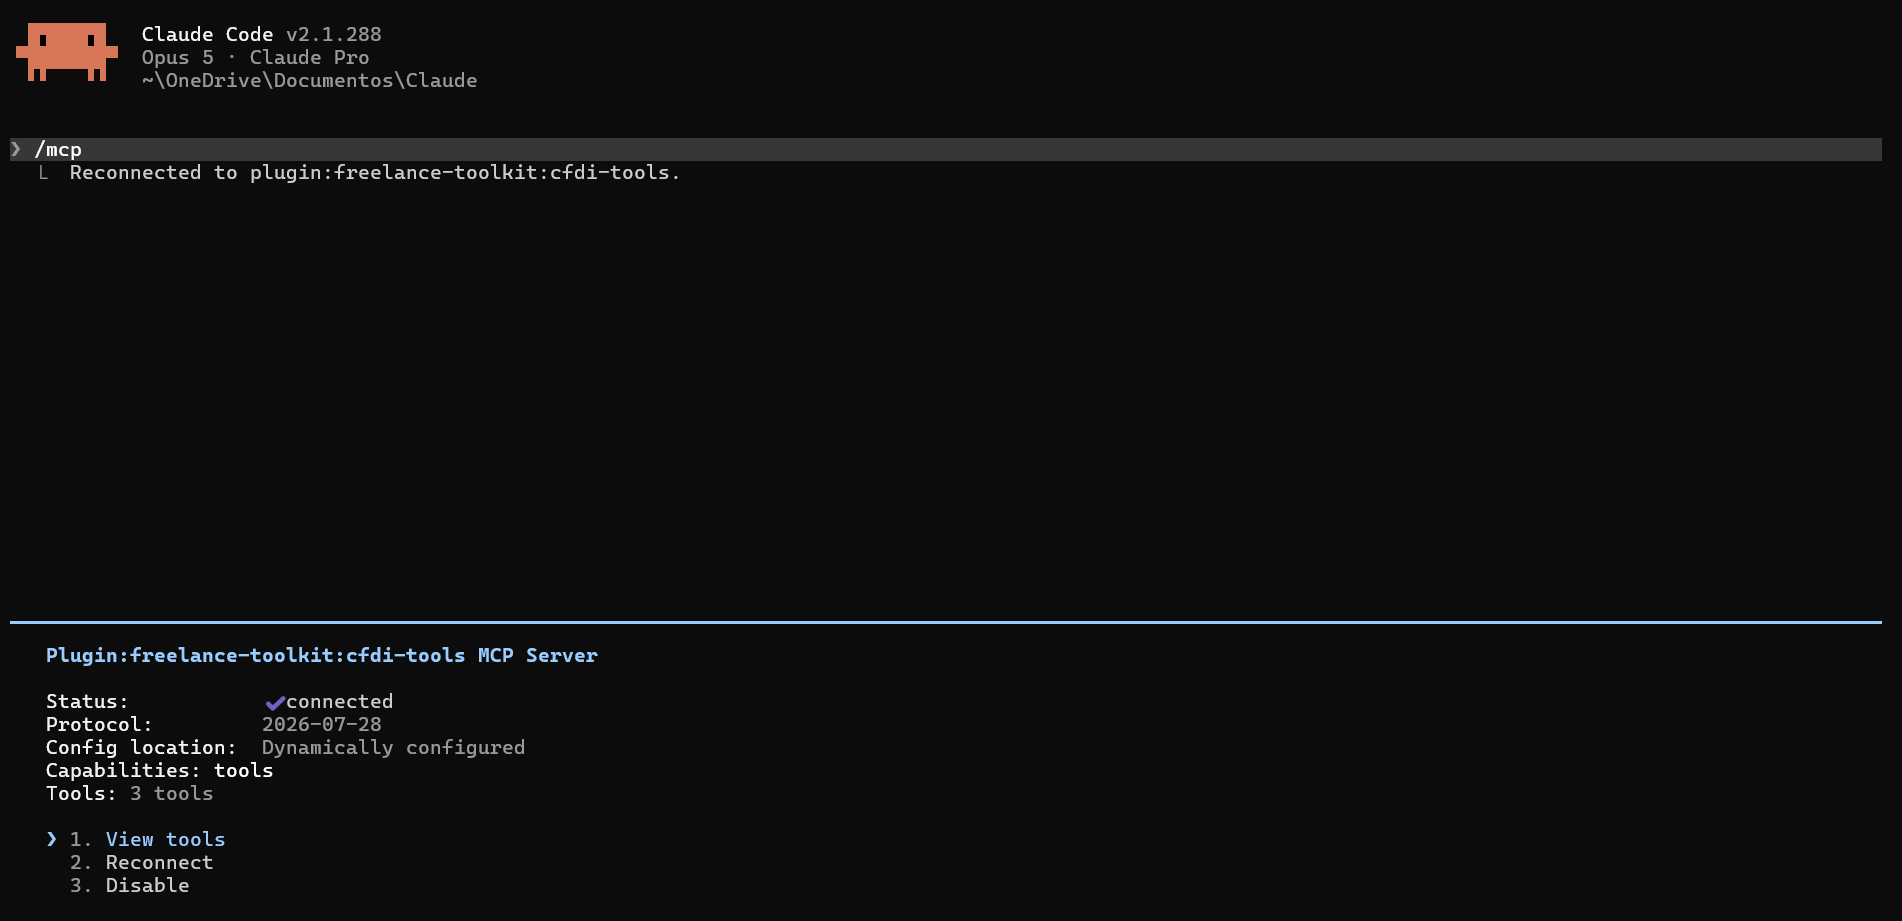 Claude Code v2.1.288
Opus 5 · Claude Pro
~\OneDrive\Documentos\Claude
❯ /mcp
└ Reconnected to plugin:freelance-toolkit:cfdi-tools.
Plugin:freelance-toolkit:cfdi-tools MCP Server
Status: ✔connected
Protocol: 2026-07-28
Config location: Dynamically configured
Capabilities: tools
Tools: 3 tools
❯ 1. View tools
2. Reconnect
3. Disable